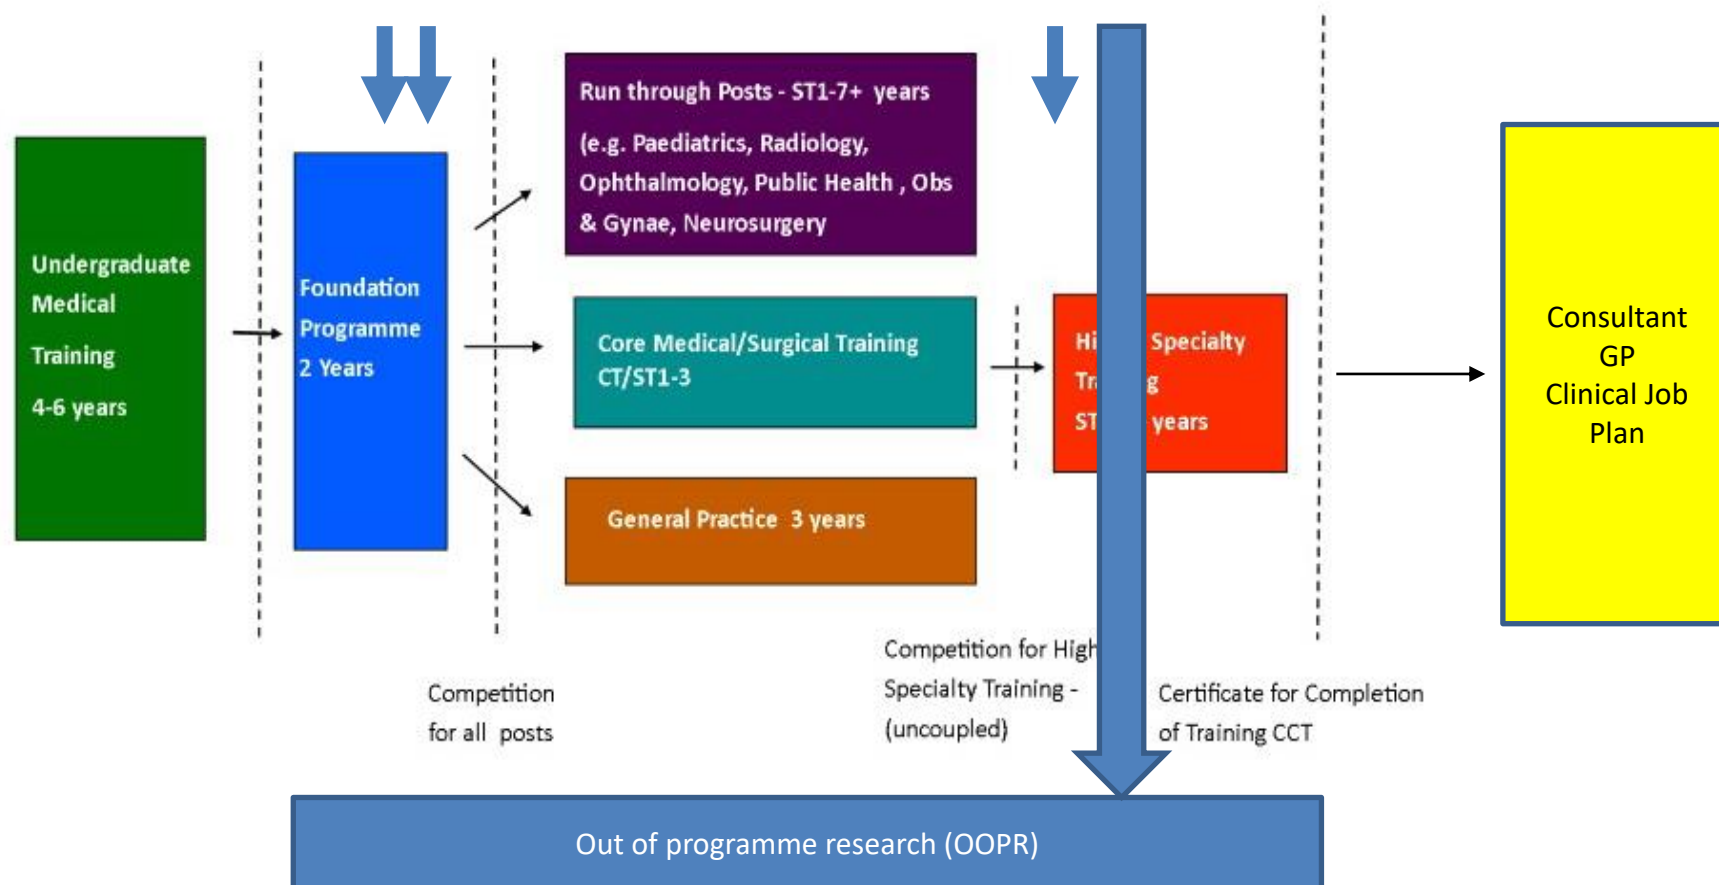 Undergraduate
Medical
Training
4-6 years
Foundation
Programme
2 Years
Run through Posts - ST1-7+ years
(e.g. Paediatrics, Radiology,
Ophthalmology, Public Health , Obs
& Gynae, Neurosurgery
Core Medical/Surgical Training
CT/ST1-3
General Practice 3 years
Specialty
years
Consultant
GP
Clinical Job
Plan
Competition
for all posts
Competition for High
Specialty Training -
(uncoupled)
Certificate for Completion
of Training CCT
Out of programme research (OOPR)